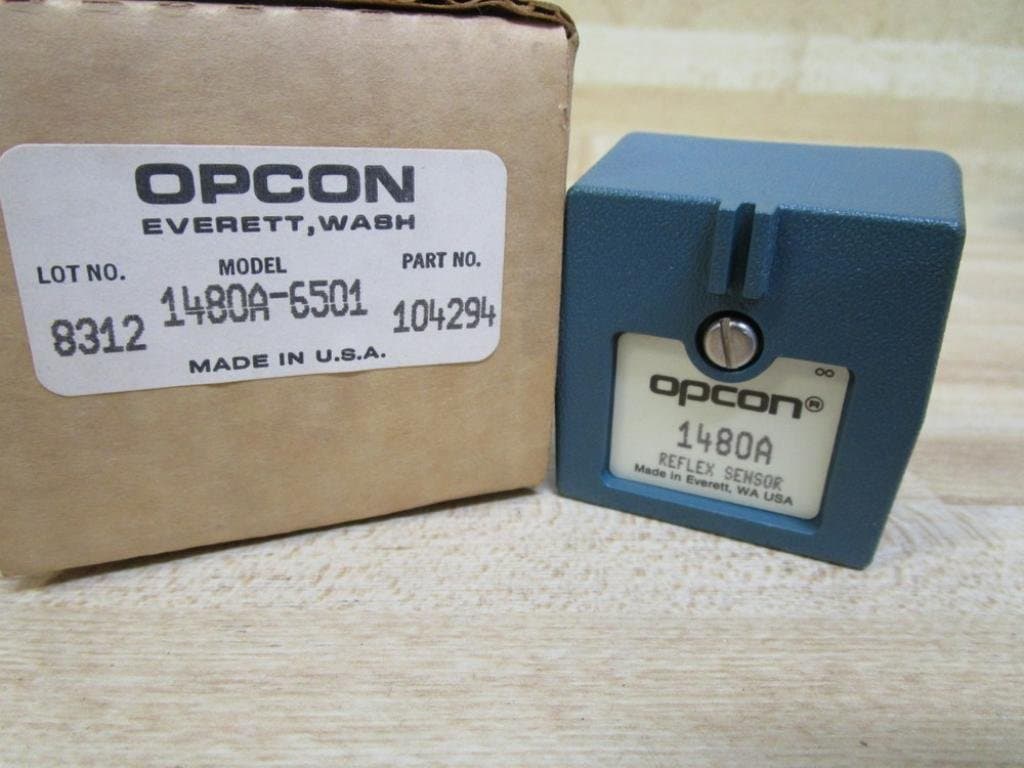 OPCON
EVERETT, WASH
LOT NO. MODEL PART NO.
8312 1480A-6501 104294
MADE IN U.S.A.
∞
opcon®
1480A
REFLEX SENSOR
Made in Everett, WA USA